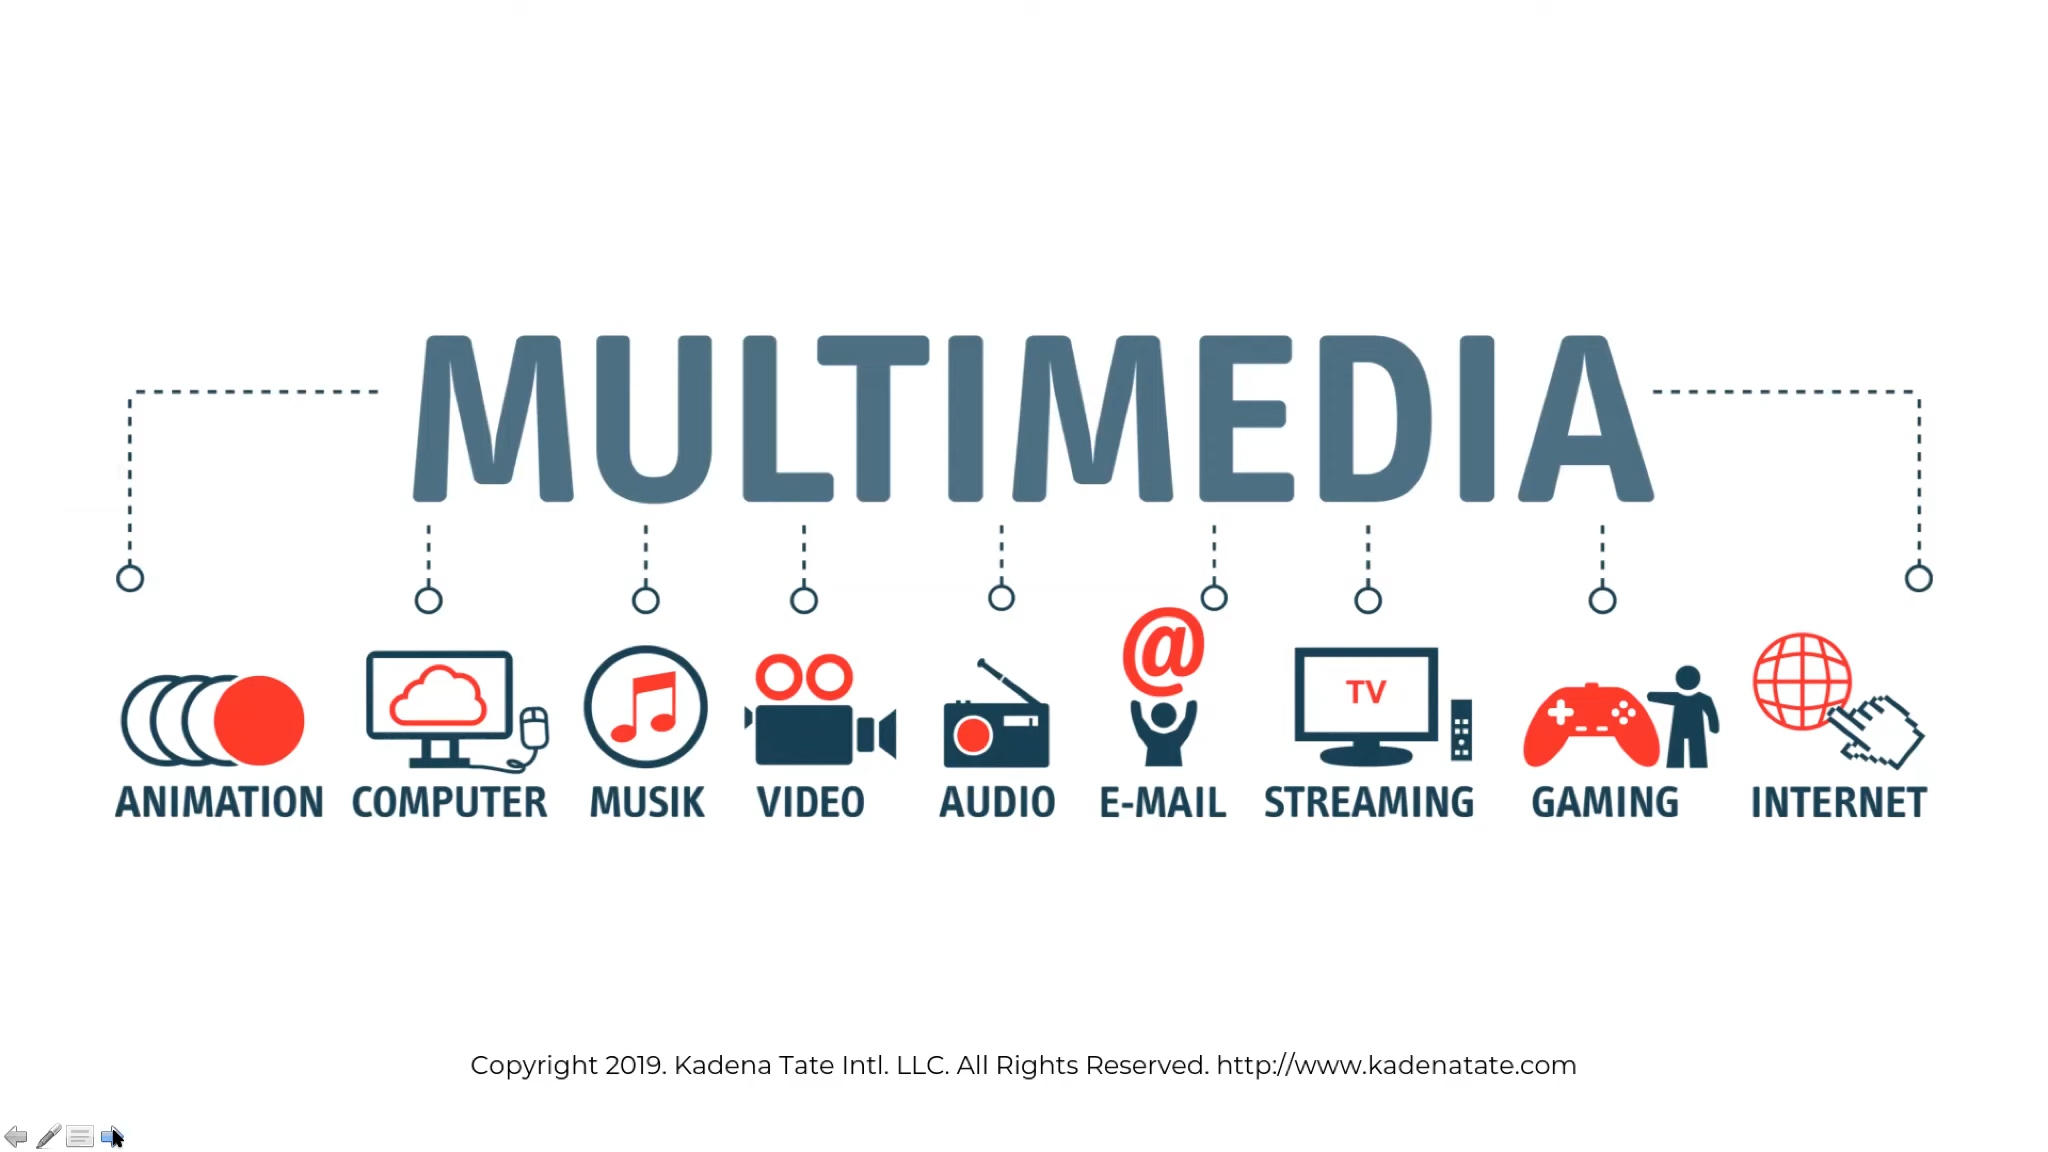 MULTIMEDIA
@
TV
ANIMATION COMPUTER MUSIK VIDEO AUDIO E-MAIL STREAMING GAMING INTERNET
Copyright 2019. Kadena Tate Intl. LLC. All Rights Reserved. http://www.kadenatate.com